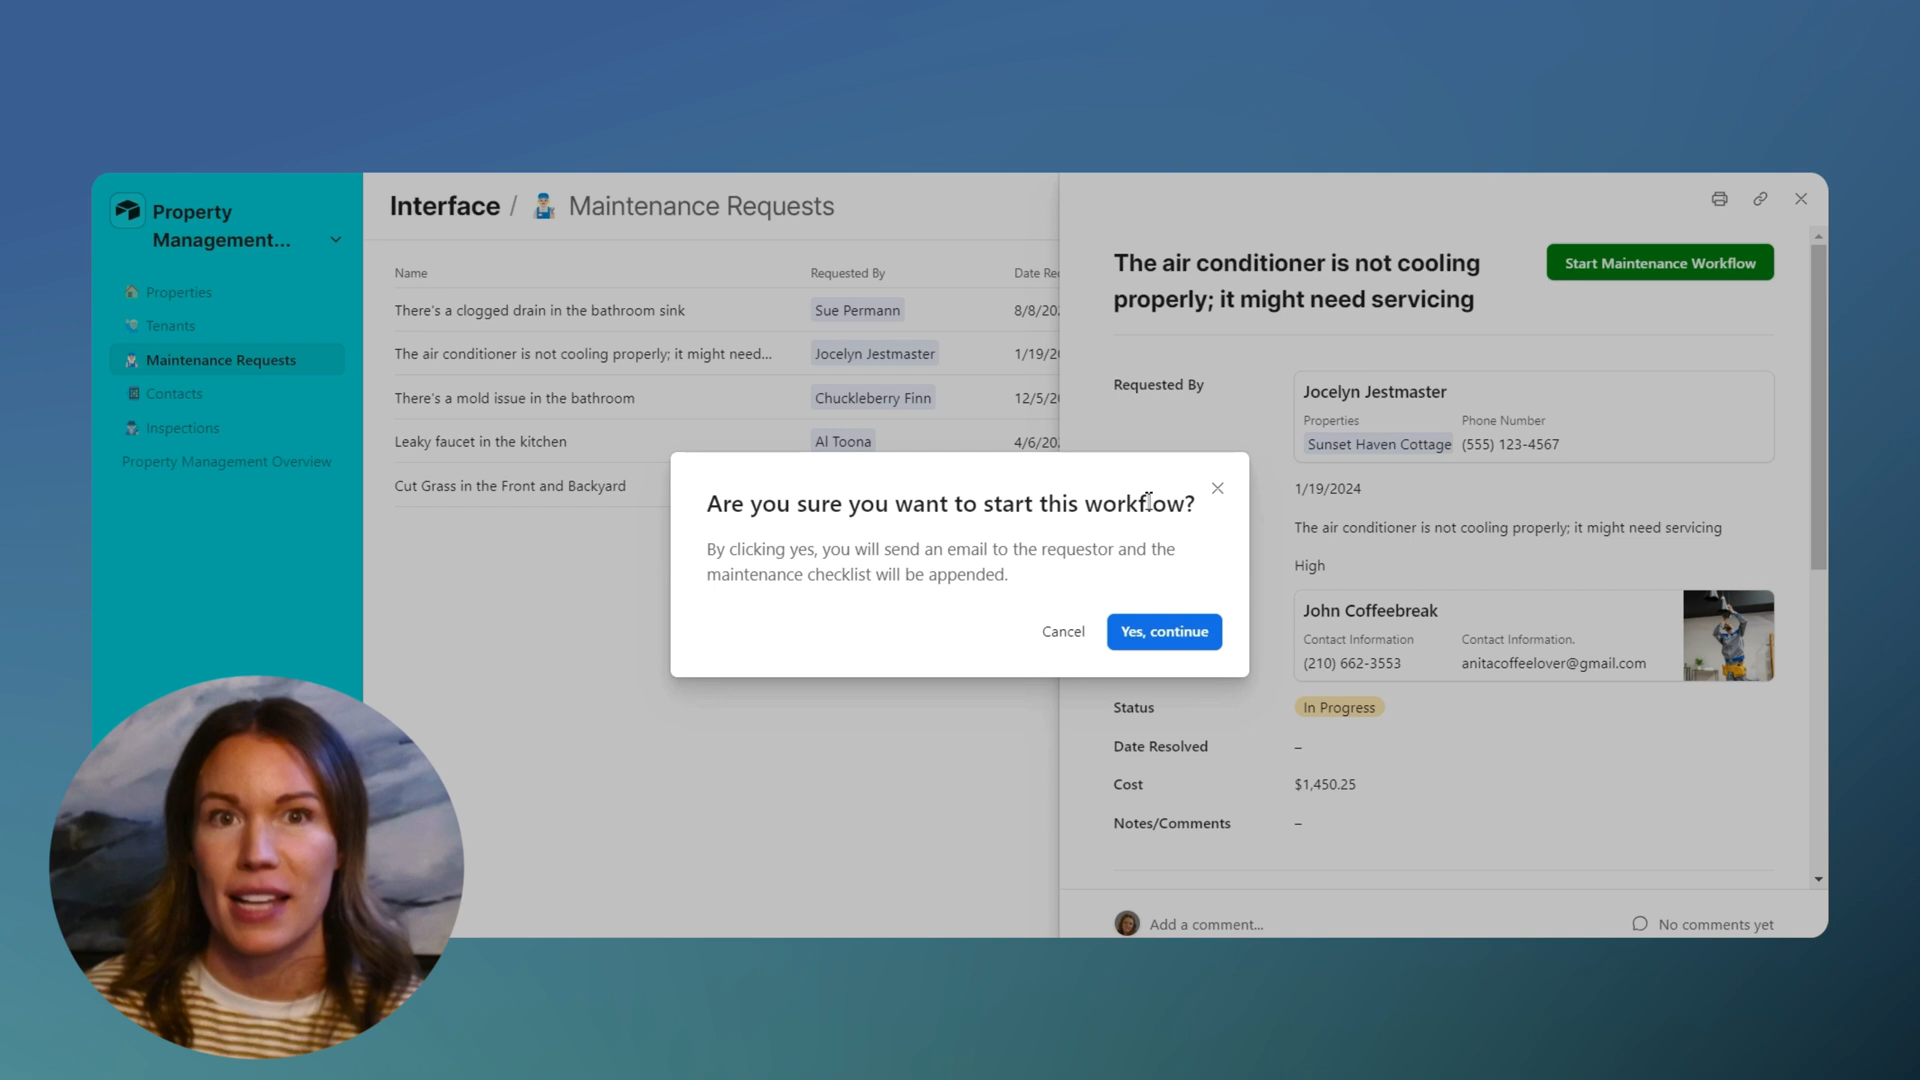 Property
Management...
Properties
Tenants
Maintenance Requests
Contacts
Inspections
Property Management Overview
Interface / Maintenance Requests
Name Requested By Date Rec
There's a clogged drain in the bathroom sink Sue Permann 8/8/20
The air conditioner is not cooling properly; it might need... Jocelyn Jestmaster 1/19/20
There's a mold issue in the bathroom Chuckleberry Finn 12/5/20
Leaky faucet in the kitchen Al Toona 4/6/20
Cut Grass in the Front and Backyard
Are you sure you want to start this workflow?
By clicking yes, you will send an email to the requestor and the
maintenance checklist will be appended.
Cancel Yes, continue
The air conditioner is not cooling
properly; it might need servicing
Start Maintenance Workflow
Requested By
Jocelyn Jestmaster
Properties Phone Number
Sunset Haven Cottage (555) 123-4567
1/19/2024
The air conditioner is not cooling properly; it might need servicing
High
John Coffeebreak
Contact Information Contact Information.
(210) 662-3553 anitacoffeelover@gmail.com
Status In Progress
Date Resolved –
Cost $1,450.25
Notes/Comments –
Add a comment... No comments yet